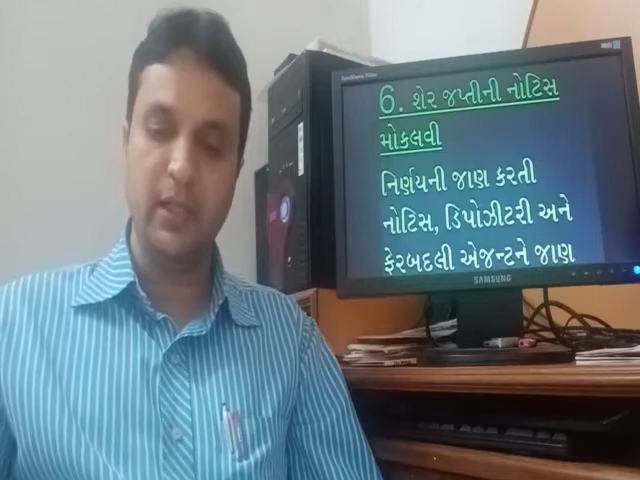 6. શેર જપ્તીની નોટિસ
મોકલવી
નિર્ણયની જાણ કરતી
નોટિસ, ડિપોઝીટરી અને
ફેરબદલી એજન્ટને જાણ
SAMSUNG